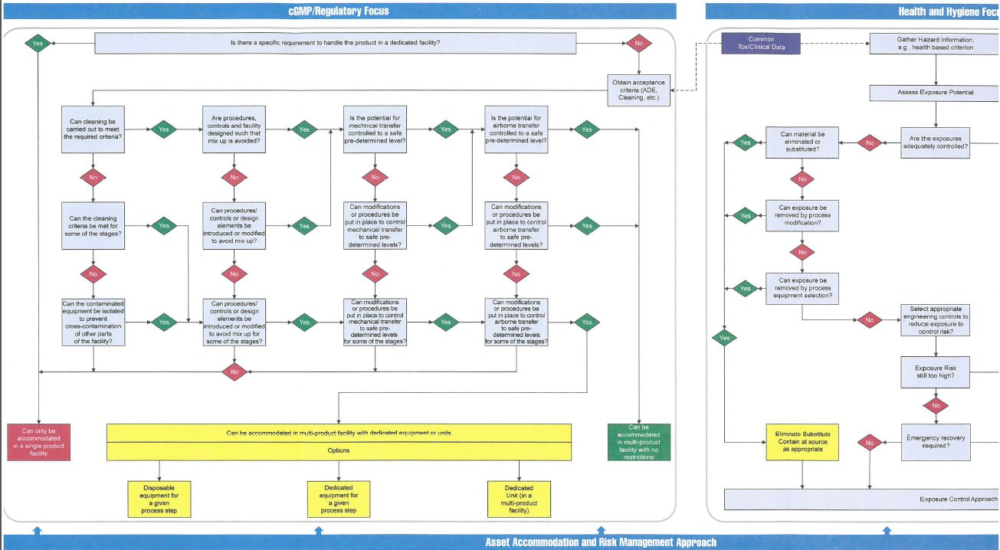 cGMP/Regulatory Focus
Yes
Is there a specific requirement to handle the product in a dedicated facility?
No
Obtain acceptance
criteria (ADE,
Cleaning, etc.)
Can cleaning be
carried out to meet
the required criteria?
Yes
Are procedures,
controls and facility
designed such that
mix up is avoided?
Yes
Is the potential for
mechnical transfer
controlled to a safe
pre-determined level?
Yes
Is the potential for
airborne transfer
controlled to a safe
pre-determined level?
Yes
No
No
No
No
Can the cleaning
criteria be met for
some of the stages?
Yes
Can procedures/
controls or design
elements be
introduced or modified
to avoid mix up?
Yes
Can modifications
or procedures be
put in place to control
mechanical transfer
to safe pre-
determined levels?
Yes
Can modifications
or procedures be
put in place to control
airborne transfer
to safe pre-
determined levels?
Yes
No
No
No
No
Can the contaminated
equipment be isolated
to prevent
cross-contamination
of other parts
of the facility?
Yes
Can procedures/
controls or design
elements be
introduced or modified
to avoid mix up for
some of the stages?
Yes
Can modifications
or procedures be
put in place to control
mechanical transfer
to safe pre-
determined levels
for some of the stages?
Yes
Can modifications
or procedures be
put in place to control
airborne transfer
to safe pre-
determined levels
for some of the stages?
Yes
No
Can only be
accommodated
in a single product
facility
Can be accommodated in multi-product facility with dedicated equipment or units
Options
Can be
accommodated
in multi-product
facility with no
restrictions
Disposable
equipment for
a given
process step
Dedicated
equipment for
a given
process step
Dedicated
Unit (in a
multi-product
facility)
Health and Hygiene Focu
Common
Tox/Clinical Data
Gather Hazard Information,
e.g., health based criterion
Assess Exposure Potential
Yes
Can material be
eliminated or
substituted?
No
Are the exposures
adequately controlled?
No
Yes
Can exposure be
removed by process
modification?
No
Yes
Can exposure be
removed by process
equipment selection?
No
Select appropriate
engineering controls to
reduce exposure to
control risk?
Yes
Exposure Risk
still too high?
No
Eliminate Substitute
Contain at source
as appropriate
No
Emergency recovery
required?
Exposure Control Approach
Asset Accommodation and Risk Management Approach